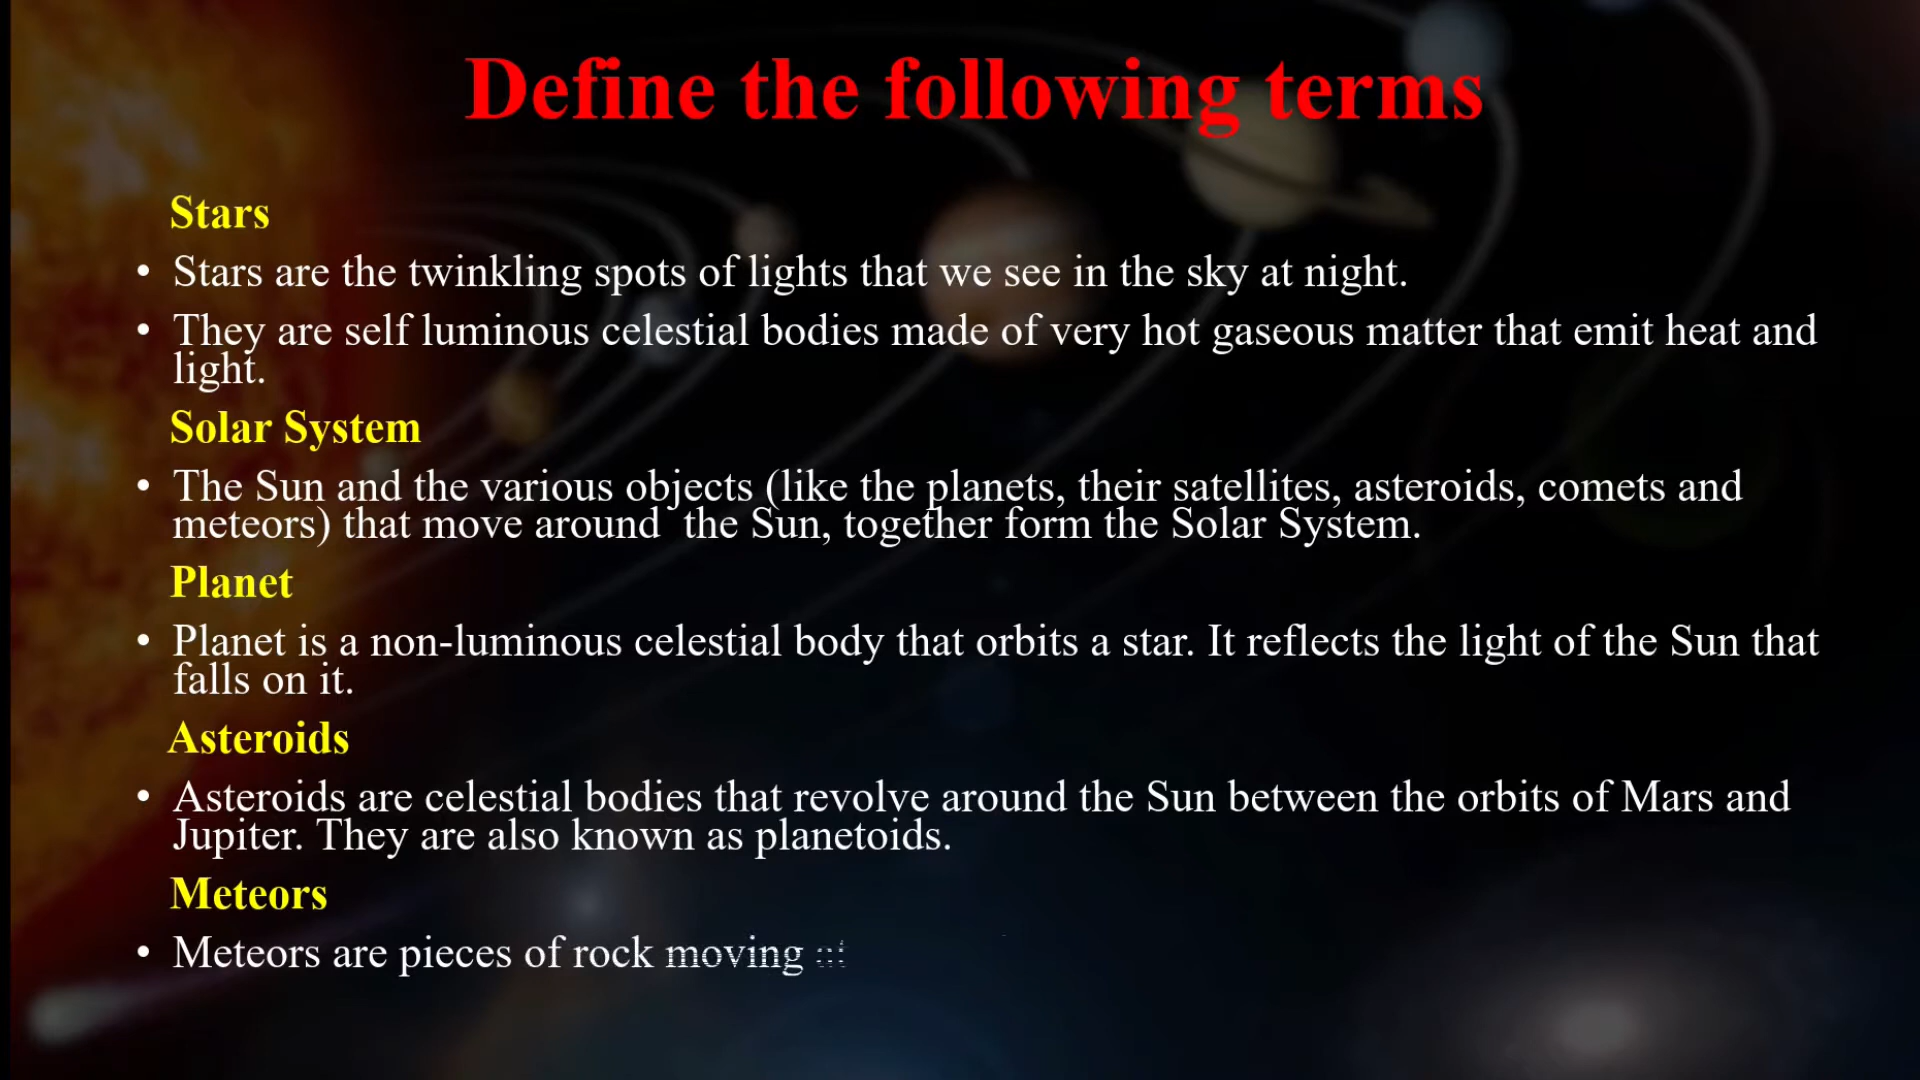 Define the following terms
Stars
• Stars are the twinkling spots of lights that we see in the sky at night.
• They are self luminous celestial bodies made of very hot gaseous matter that emit heat and
light.
Solar System
• The Sun and the various objects (like the planets, their satellites, asteroids, comets and
meteors) that move around the Sun, together form the Solar System.
Planet
• Planet is a non-luminous celestial body that orbits a star. It reflects the light of the Sun that
falls on it.
Asteroids
• Asteroids are celestial bodies that revolve around the Sun between the orbits of Mars and
Jupiter. They are also known as planetoids.
Meteors
• Meteors are pieces of rock moving